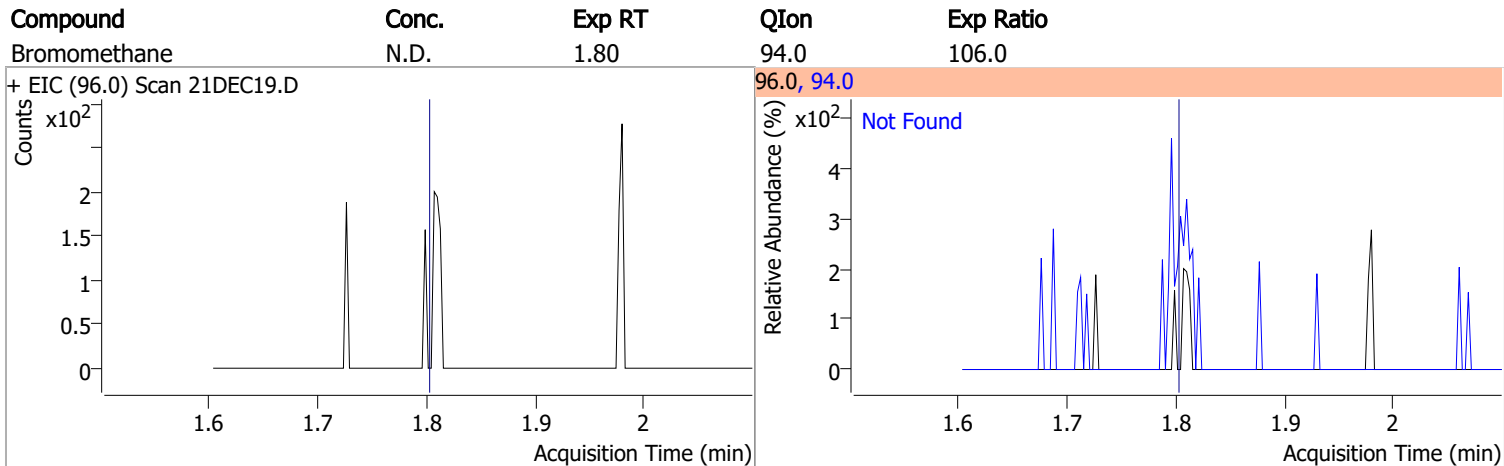 Compound Conc. Exp RT QIon Exp Ratio
Bromomethane N.D. 1.80 94.0 106.0
+ EIC (96.0) Scan 21DEC19.D
Counts
x10²
2
1.5
1
0.5
0
1.6 1.7 1.8 1.9 2
Acquisition Time (min)
96.0, 94.0
Relative Abundance (%)
x10²
Not Found
4
3
2
1
0
1.6 1.7 1.8 1.9 2
Acquisition Time (min)